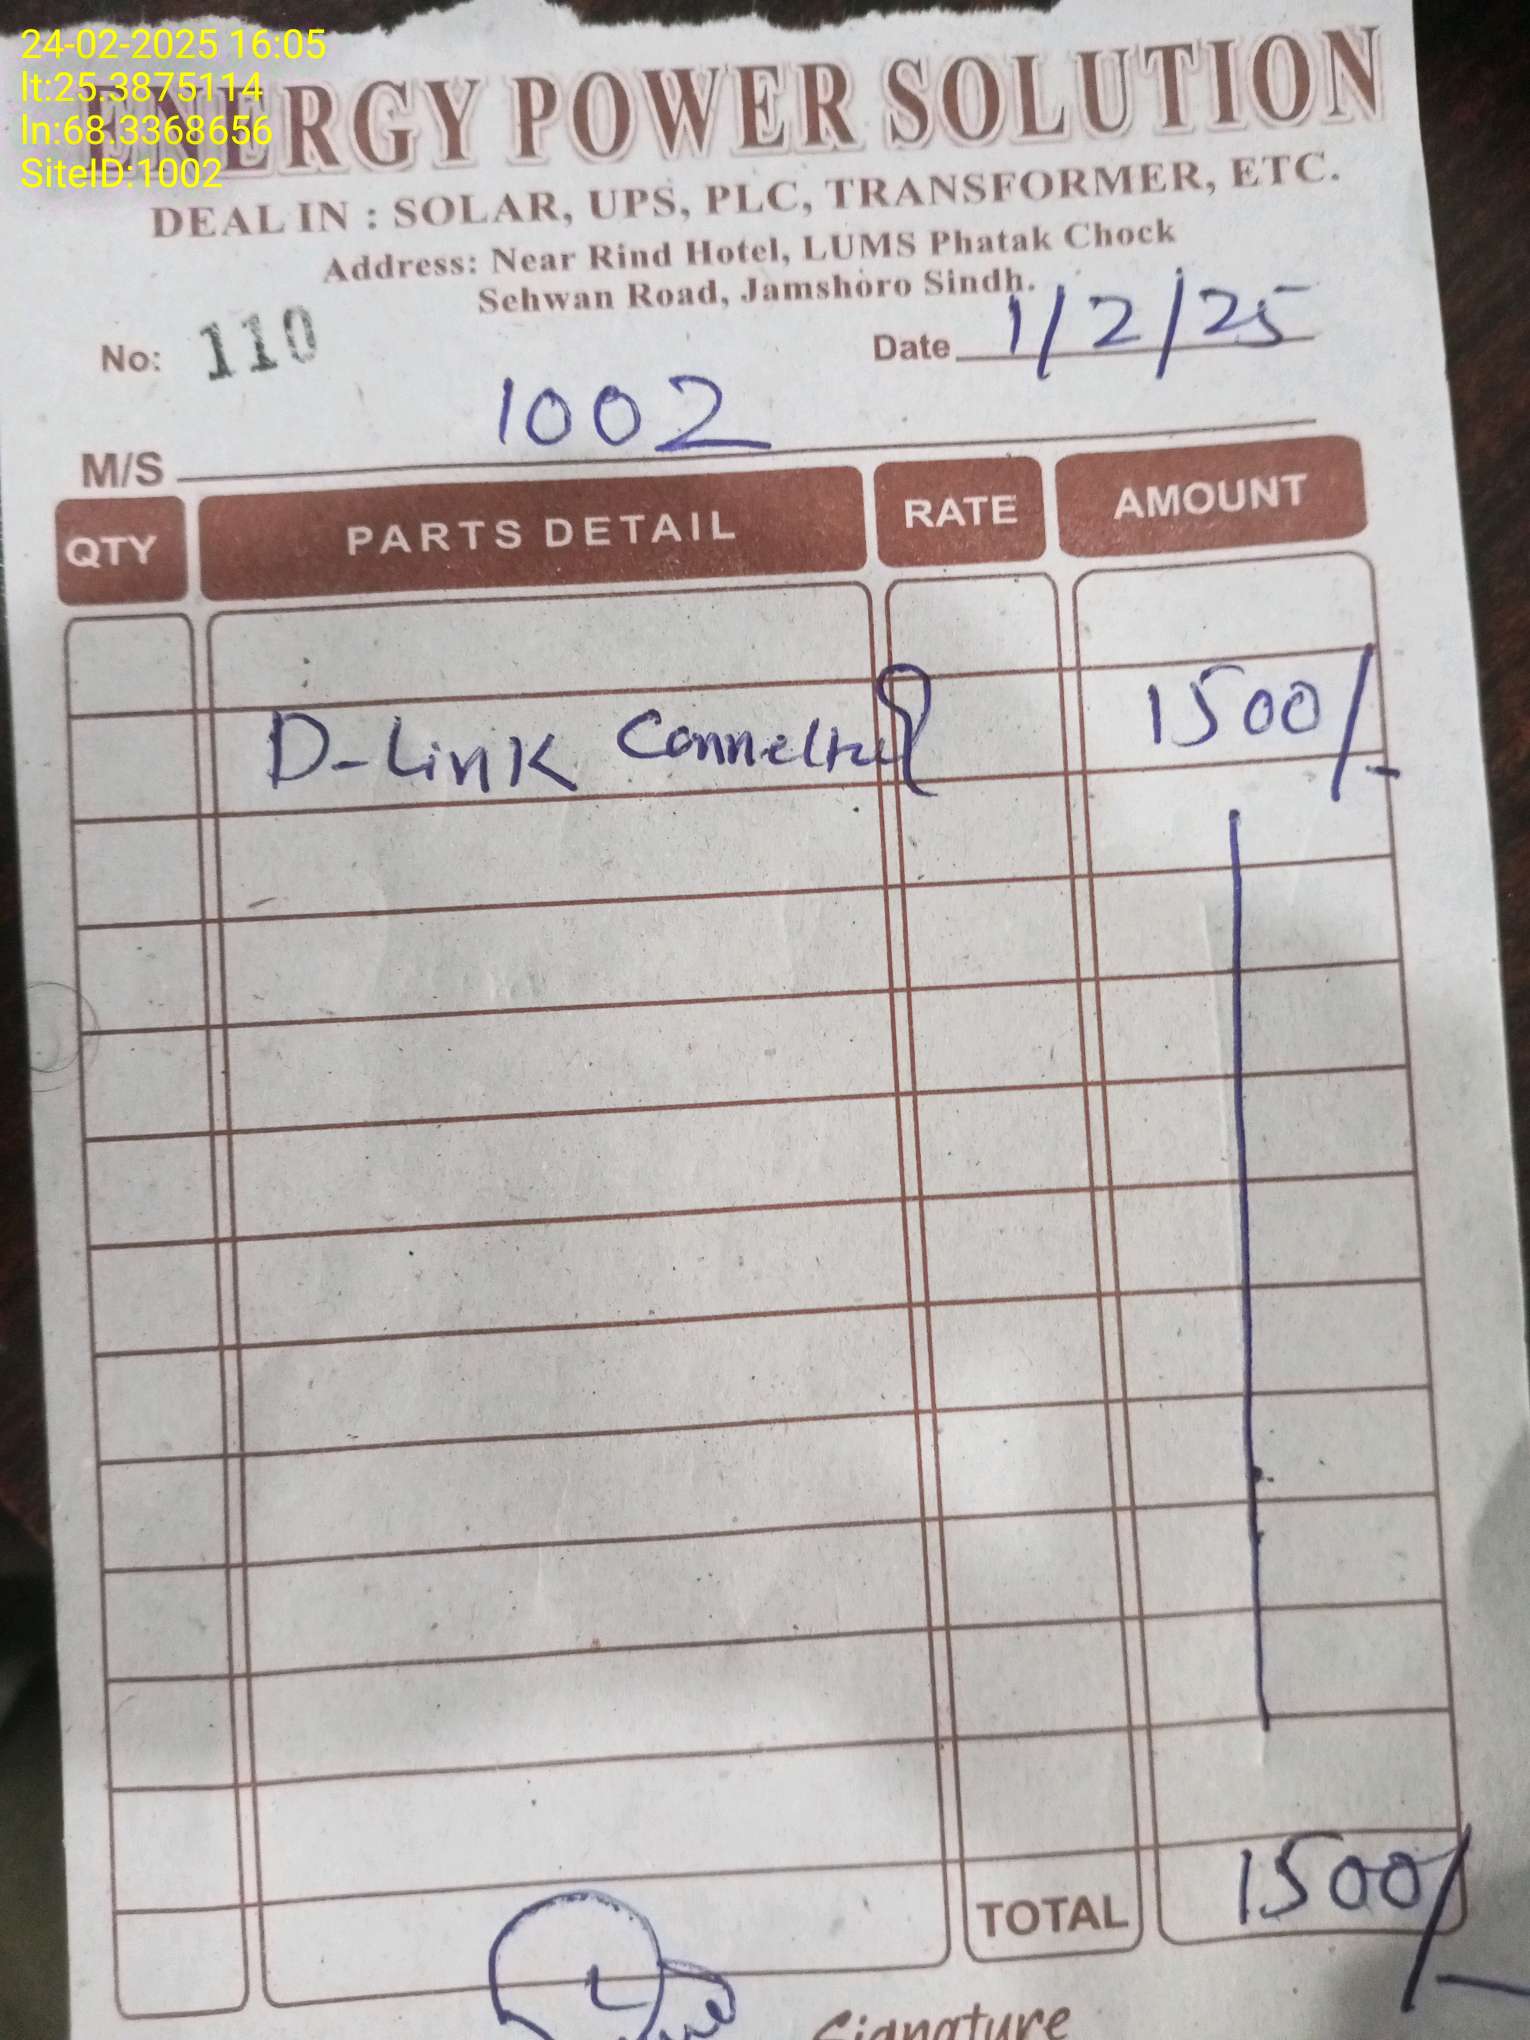 24-02-2025 16:05
lt:25.3875114
ln:68.3368656
SiteID:1002
ENERGY POWER SOLUTION
DEAL IN : SOLAR, UPS, PLC, TRANSFORMER, ETC.
Address: Near Rind Hotel, LUMS Phatak Chock
Sehwan Road, Jamshoro Sindh.
No: 110 Date 1/2/25
M/S 1002
QTY PARTS DETAIL RATE AMOUNT
D-Link 1500/-
TOTAL 1500/-
Signature